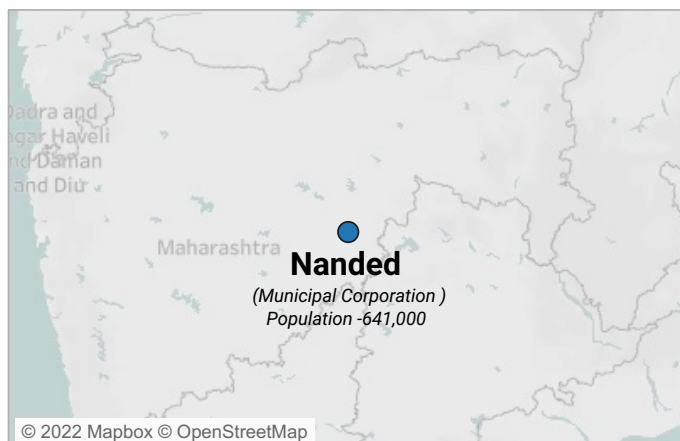 Dadra and
Nagar Haveli
and Daman
and Diu
Maharashtra
Nanded
(Municipal Corporation )
Population -641,000
© 2022 Mapbox © OpenStreetMap